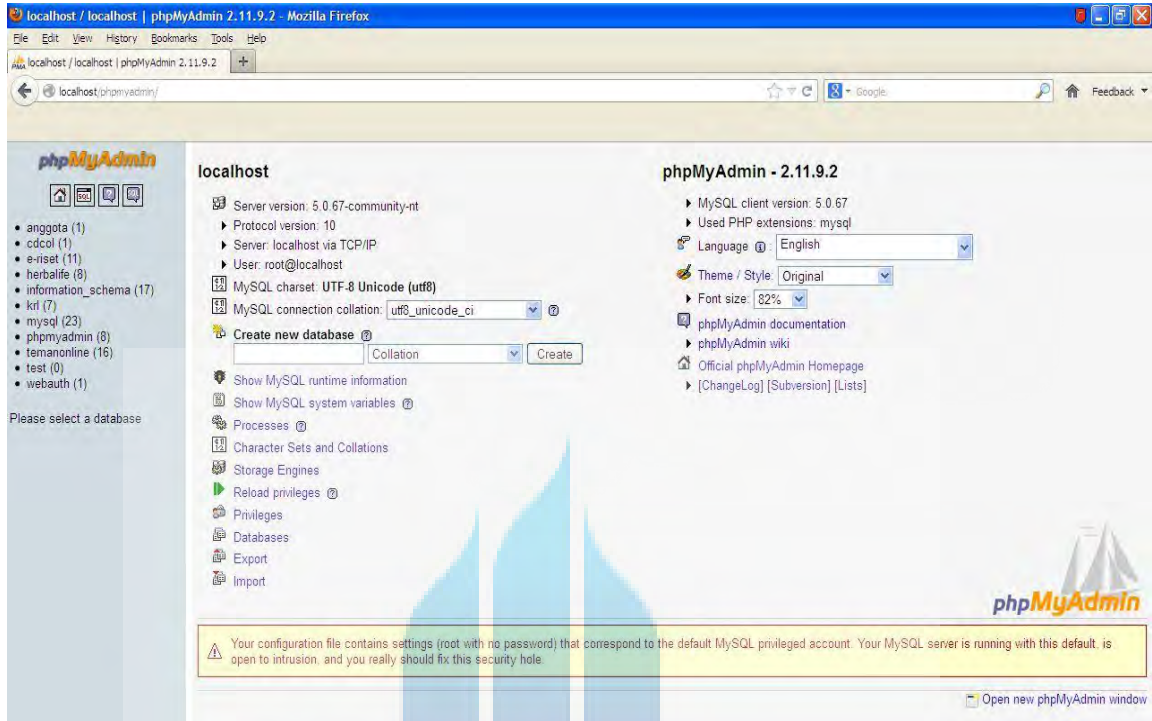 localhost / localhost | phpMyAdmin 2.11.9.2 - Mozilla Firefox
File Edit View History Bookmarks Tools Help
localhost / localhost | phpMyAdmin 2.11.9.2 +
localhost/phpmyadmin/
Google
Feedback
phpMyAdmin
SQL
anggota (1)
cdcol (1)
e-riset (11)
herbalife (8)
information_schema (17)
krl (7)
mysql (23)
phpmyadmin (8)
temanonline (16)
test (0)
webauth (1)
Please select a database
localhost
Server version: 5.0.67-community-nt
Protocol version: 10
Server: localhost via TCP/IP
User: root@localhost
MySQL charset: UTF-8 Unicode (utf8)
MySQL connection collation: utf8_unicode_ci
Create new database
Collation Create
Show MySQL runtime information
Show MySQL system variables
Processes
Character Sets and Collations
Storage Engines
Reload privileges
Privileges
Databases
Export
Import
phpMyAdmin - 2.11.9.2
MySQL client version: 5.0.67
Used PHP extensions: mysql
Language : English
Theme / Style: Original
Font size: 82%
phpMyAdmin documentation
phpMyAdmin wiki
Official phpMyAdmin Homepage
[ChangeLog] [Subversion] [Lists]
phpMyAdmin
Your configuration file contains settings (root with no password) that correspond to the default MySQL privileged account. Your MySQL server is running with this default, is
open to intrusion, and you really should fix this security hole.
Open new phpMyAdmin window